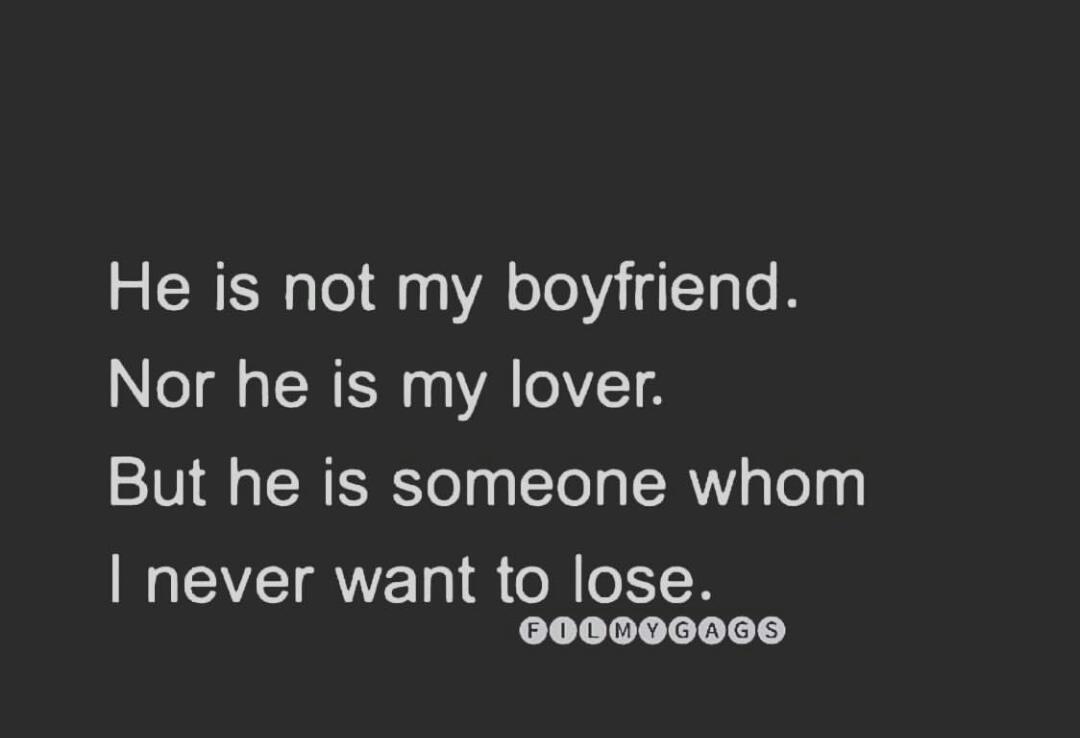 He is not my boyfriend.
Nor he is my lover.
But he is someone whom
I never want to lose.
FILMYGAGS